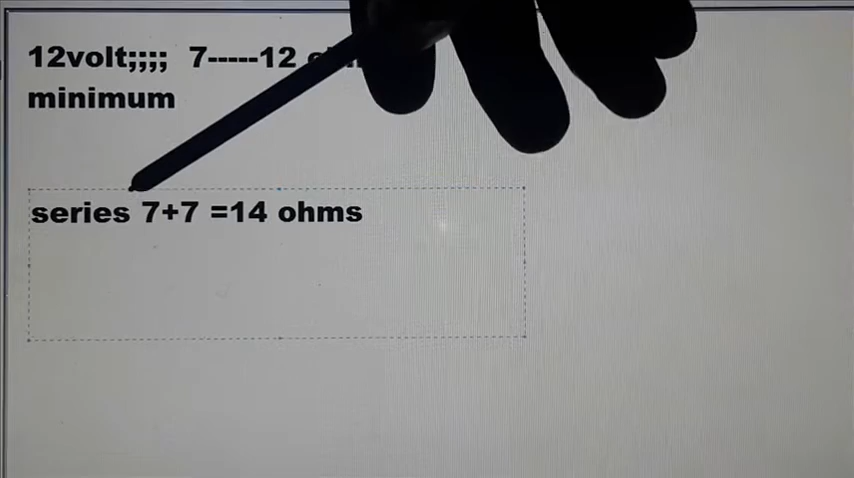 12volt;;;; 7-----12
minimum
series 7+7 =14 ohms